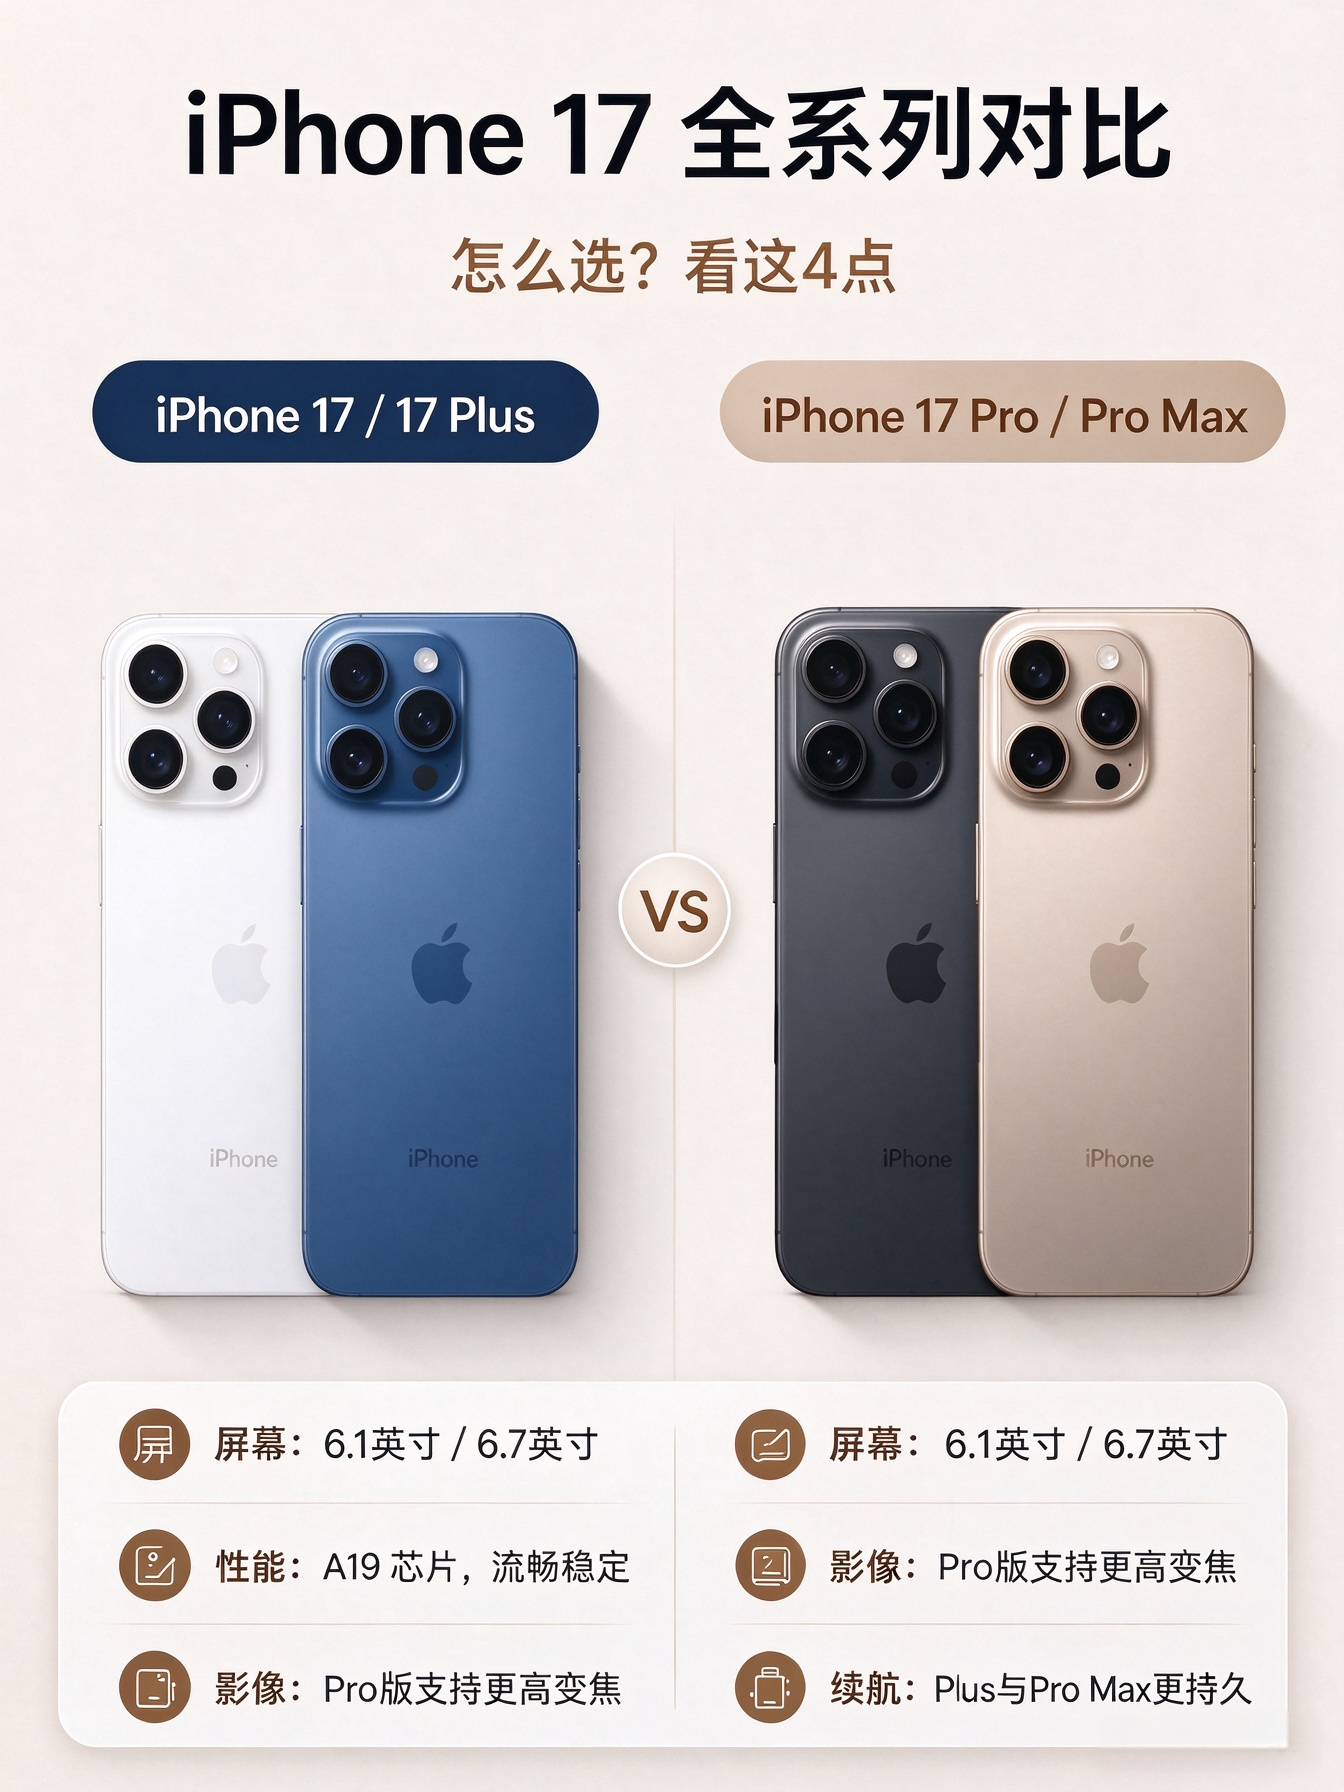 iPhone 17 全系列对比
怎么选？看这4点
iPhone 17 / 17 Plus
iPhone 17 Pro / Pro Max
VS
iPhone
iPhone
iPhone
iPhone
屏
屏幕：6.1英寸 / 6.7英寸
性能：A19 芯片，流畅稳定
影像：Pro版支持更高变焦
屏幕：6.1英寸 / 6.7英寸
影像：Pro版支持更高变焦
续航：Plus与Pro Max更持久